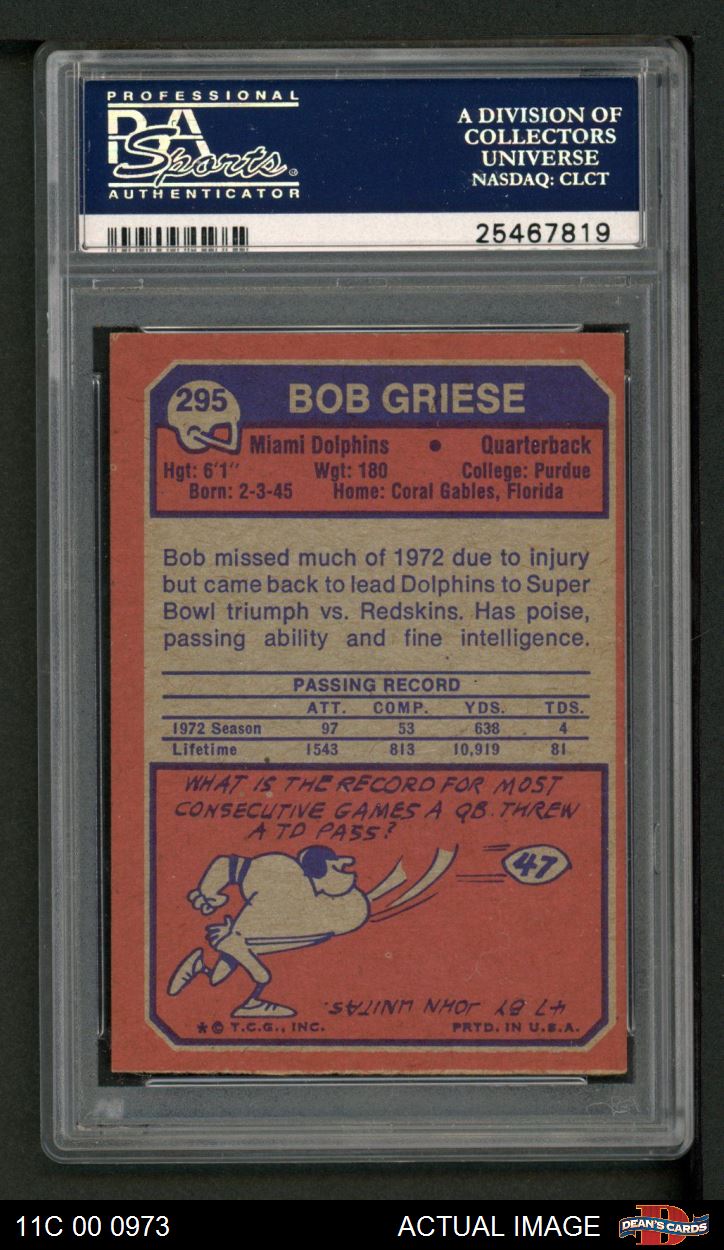 PROFESSIONAL
PSA
Sports
AUTHENTICATOR
A DIVISION OF
COLLECTORS
UNIVERSE
NASDAQ: CLCT
25467819
295
BOB GRIESE
Miami Dolphins • Quarterback
Hgt: 6'1" Wgt: 180 College: Purdue
Born: 2-3-45 Home: Coral Gables, Florida
Bob missed much of 1972 due to injury
but came back to lead Dolphins to Super
Bowl triumph vs. Redskins. Has poise,
passing ability and fine intelligence.
PASSING RECORD
ATT. COMP. YDS. TDS.
1972 Season 97 53 638 4
Lifetime 1543 813 10,919 81
WHAT IS THE RECORD FOR MOST
CONSECUTIVE GAMES A QB. THREW
A TD PASS?
47
47 BY JOHN UNITAS.
* © T.C.G., INC. PRTD. IN U.S.A.
11C 00 0973
ACTUAL IMAGE
DEAN'S CARDS